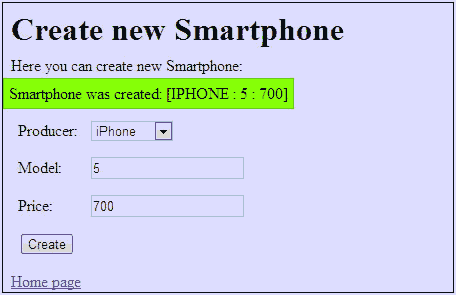 Create new Smartphone
Here you can create new Smartphone:
Smartphone was created: [IPHONE : 5 : 700]
Producer: iPhone
Model: 5
Price: 700
Create
Home page